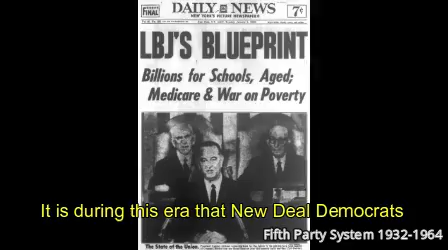 FINAL
DAILY NEWS
NEW YORK'S PICTURE NEWSPAPER
7¢
LBJ'S BLUEPRINT
Billions for Schools, Aged;
Medicare & War on Poverty
The State of the Union.
It is during this era that New Deal Democrats
Fifth Party System 1932-1964